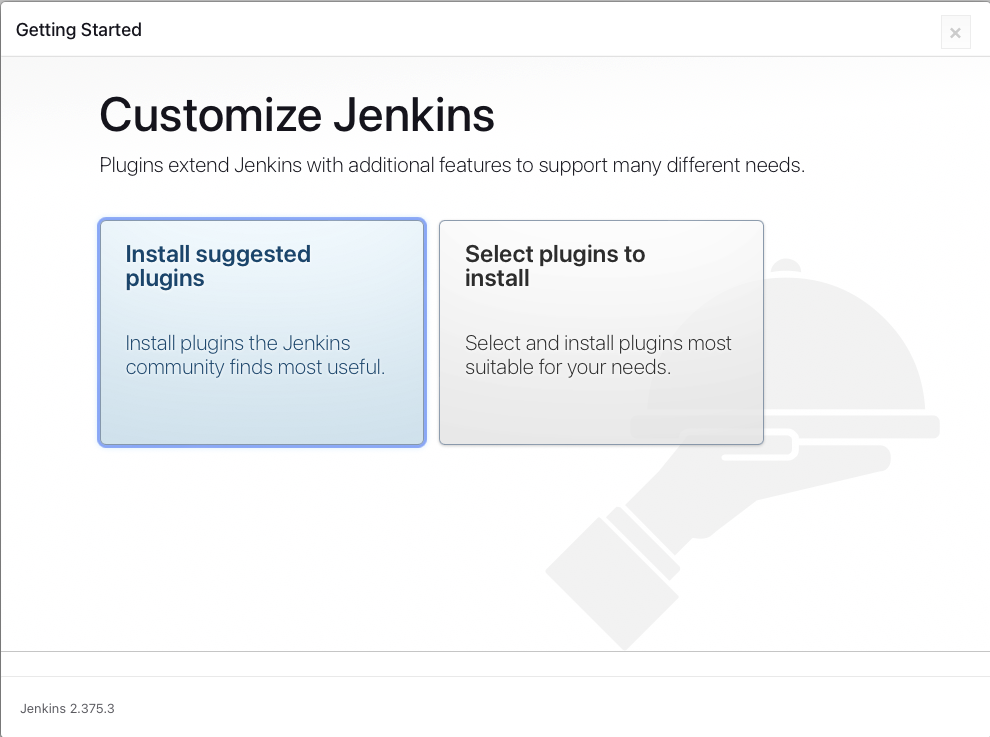 Getting Started
×
Customize Jenkins
Plugins extend Jenkins with additional features to support many different needs.
Install suggested
plugins
Install plugins the Jenkins
community finds most useful.
Select plugins to
install
Select and install plugins most
suitable for your needs.
Jenkins 2.375.3